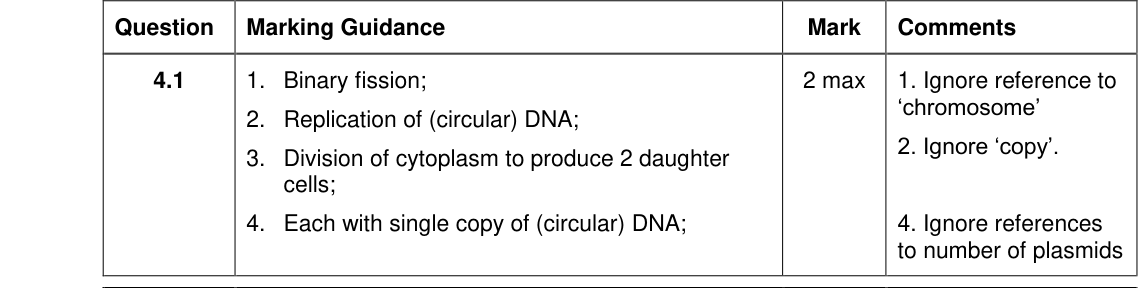 Question Marking Guidance Mark Comments
4.1 1. Binary fission; 2 max 1. Ignore reference to
‘chromosome’
2. Replication of (circular) DNA;
2. Ignore ‘copy’.
3. Division of cytoplasm to produce 2 daughter
cells;
4. Each with single copy of (circular) DNA; 4. Ignore references
to number of plasmids